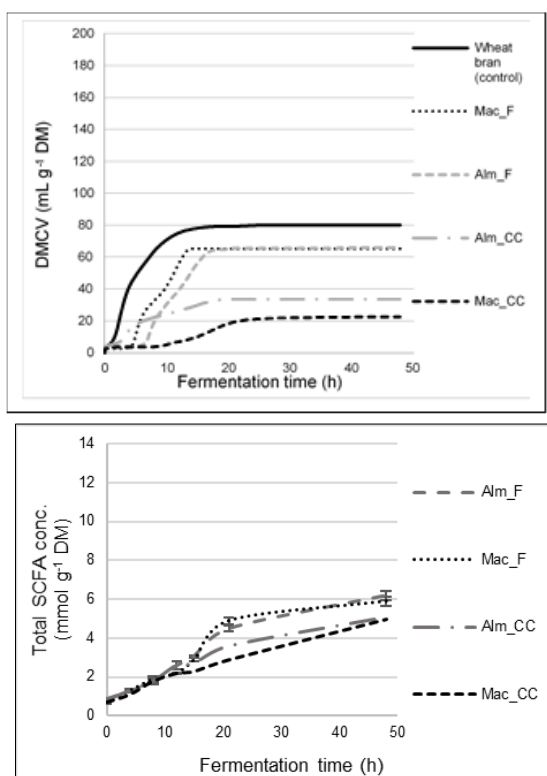 200
180
160
140
120
100
80
60
40
20
0
DMCV (mL g⁻¹ DM)
0 10 20 30 40 50
Fermentation time (h)
Wheat
bran
(control)
Mac_F
Alm_F
Alm_CC
Mac_CC
14
12
10
8
6
4
2
0
Total SCFA conc.
(mmol g⁻¹ DM)
0 10 20 30 40 50
Fermentation time (h)
Alm_F
Mac_F
Alm_CC
Mac_CC